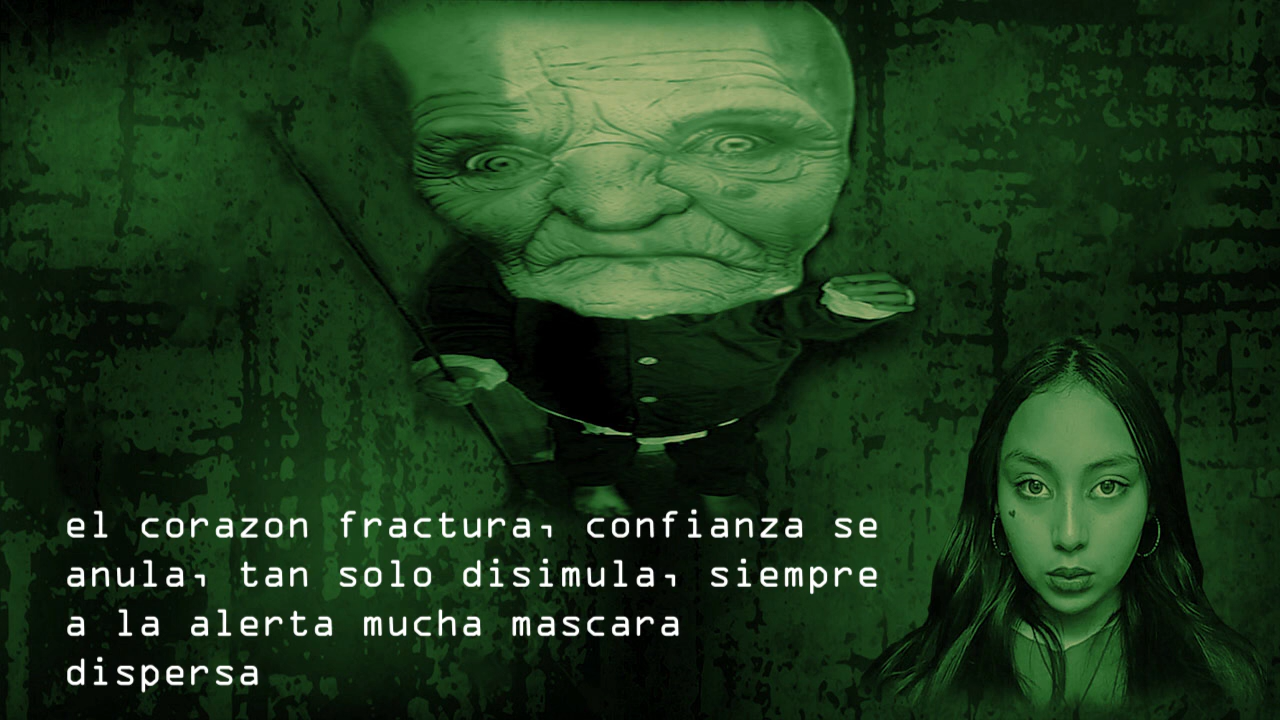 el corazon fractura, confianza se
anula, tan solo disimula, siempre
a la alerta mucha mascara
dispersa